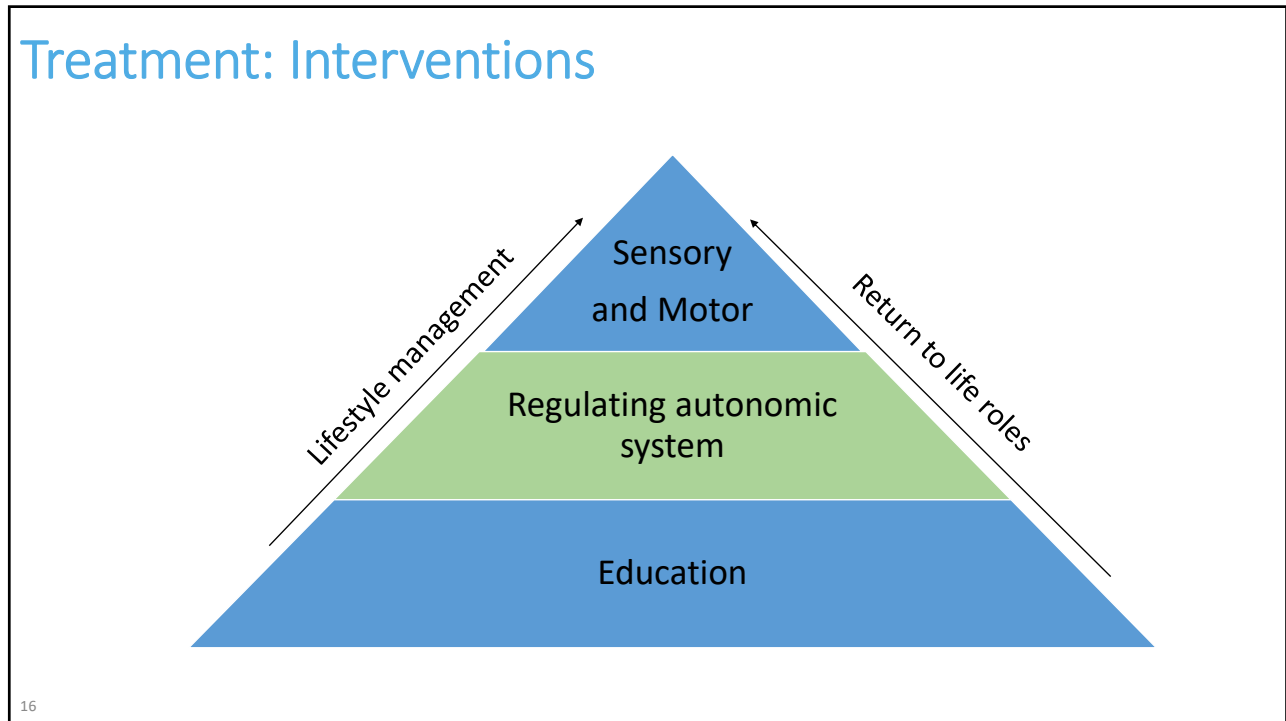 Treatment: Interventions
Sensory
and Motor
Lifestyle management
Return to life roles
Regulating autonomic
system
Education
16